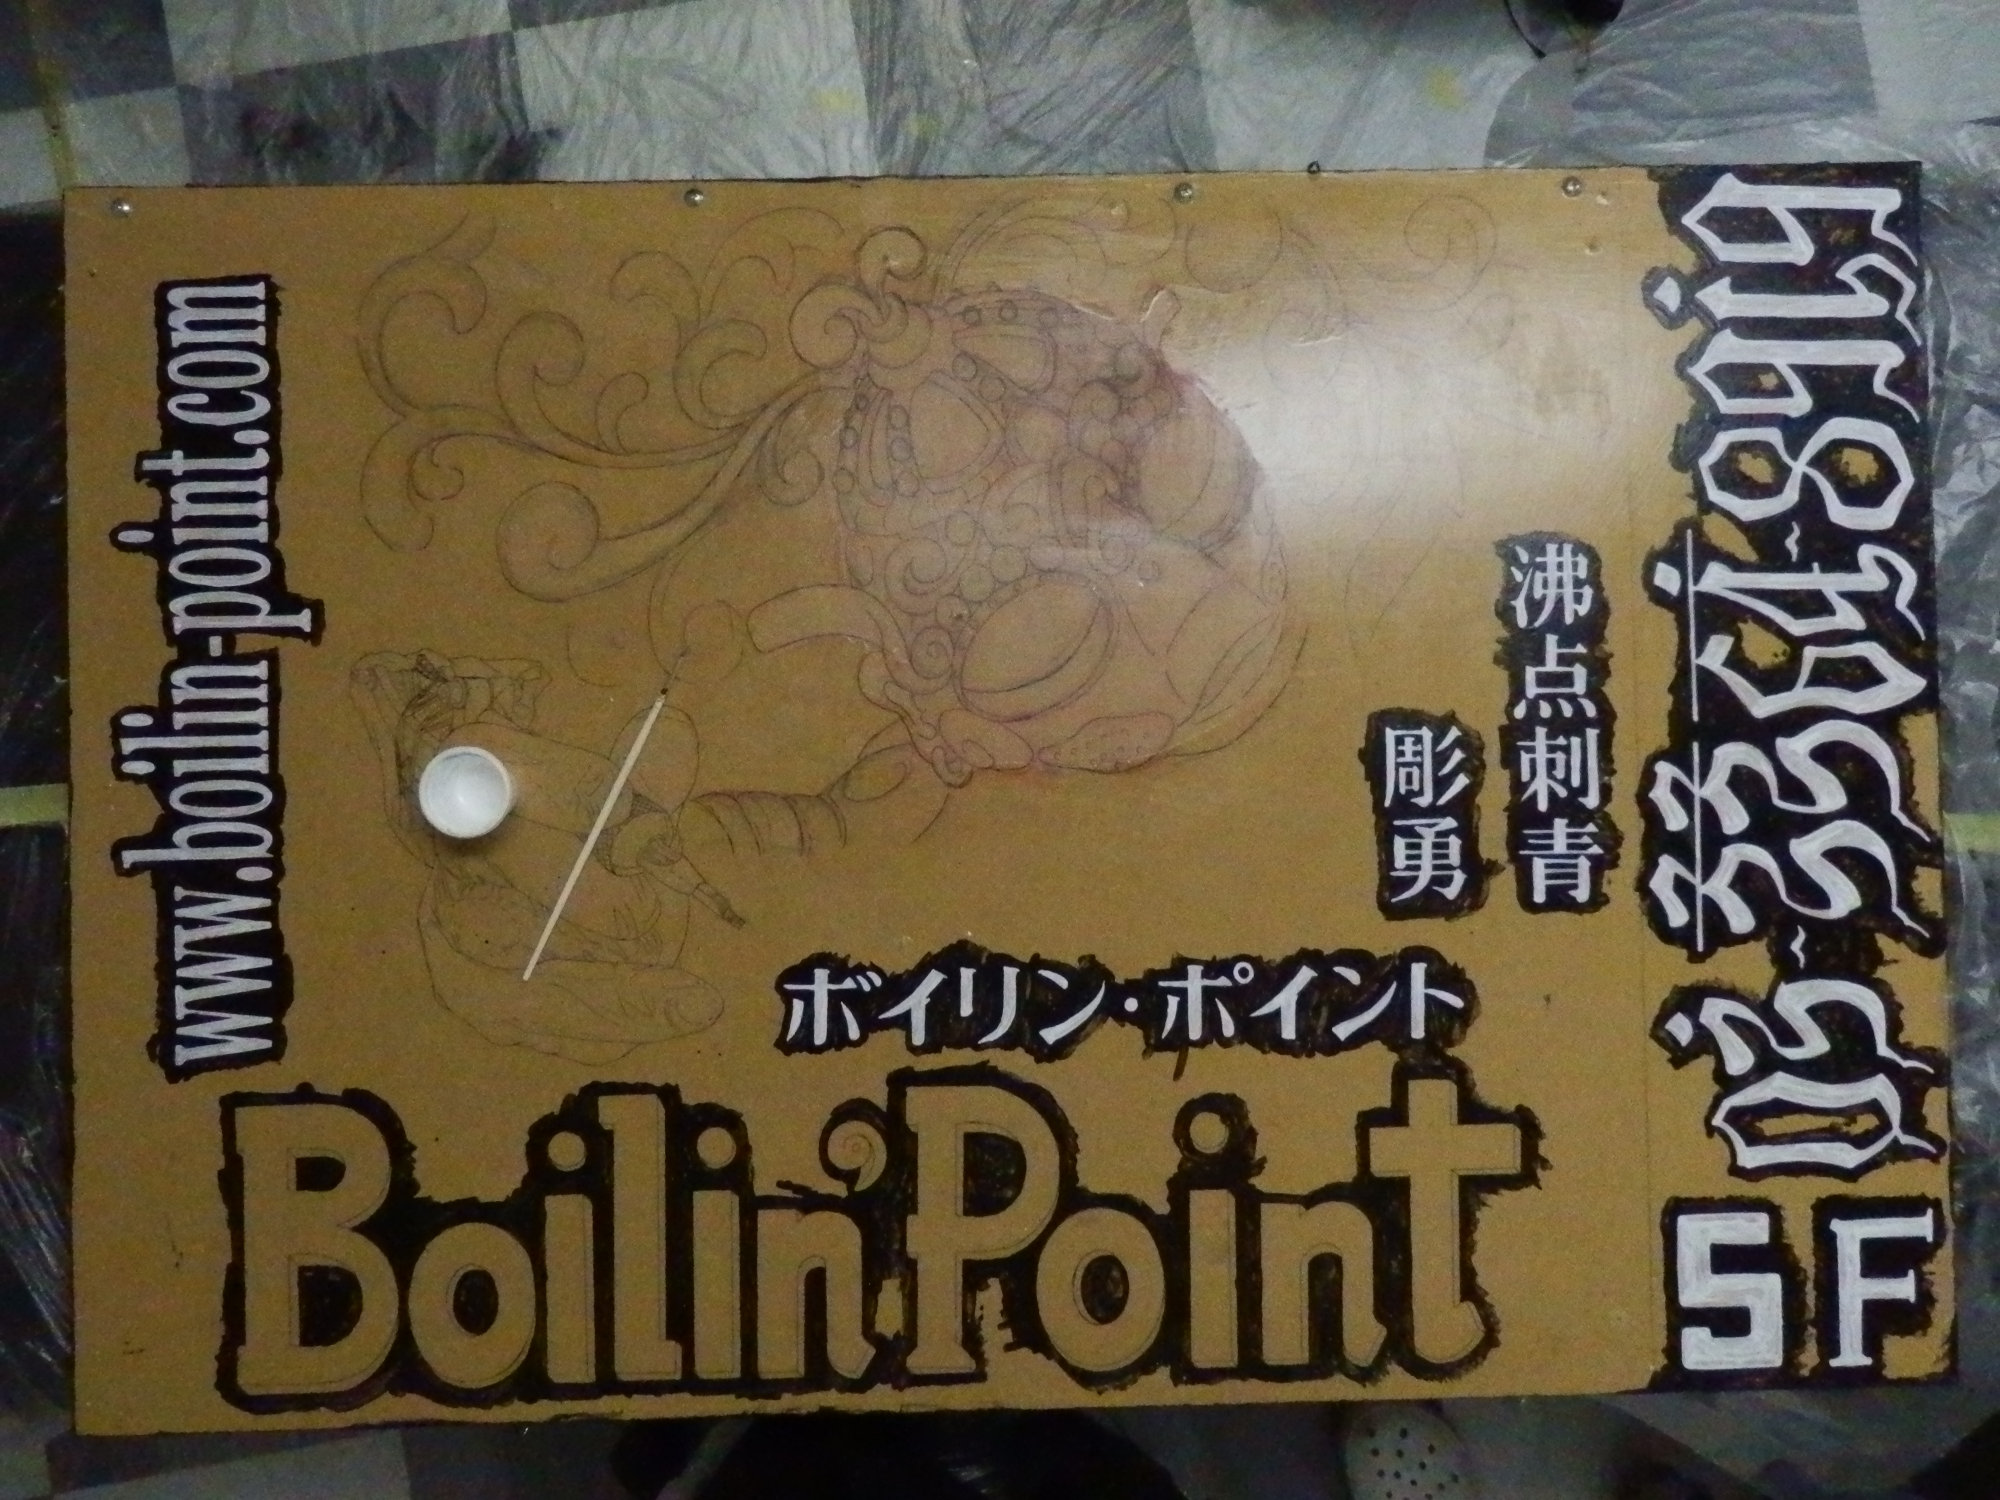 www.boilin-point.com
沸点刺青
彫勇
ボイリン・ポイント
Boilin'Point
5F